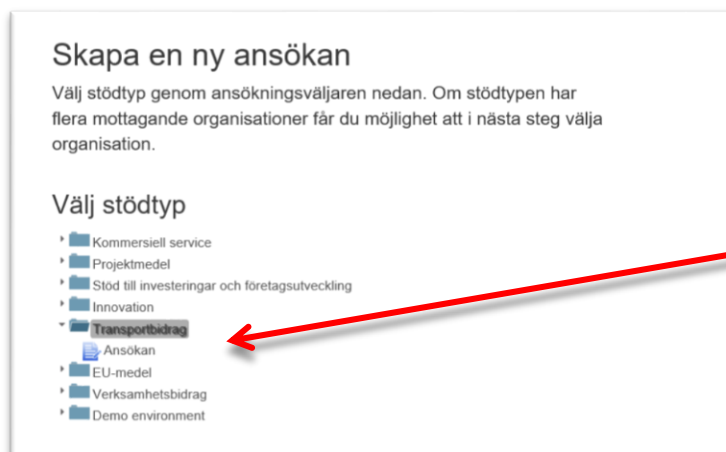 Skapa en ny ansökan
Välj stödtyp genom ansökningsväljaren nedan. Om stödtypen har
flera mottagande organisationer får du möjlighet att i nästa steg välja
organisation.
Välj stödtyp
Kommersiell service
Projektmedel
Stöd till investeringar och företagsutveckling
Innovation
Transportbidrag
Ansökan
EU-medel
Verksamhetsbidrag
Demo environment